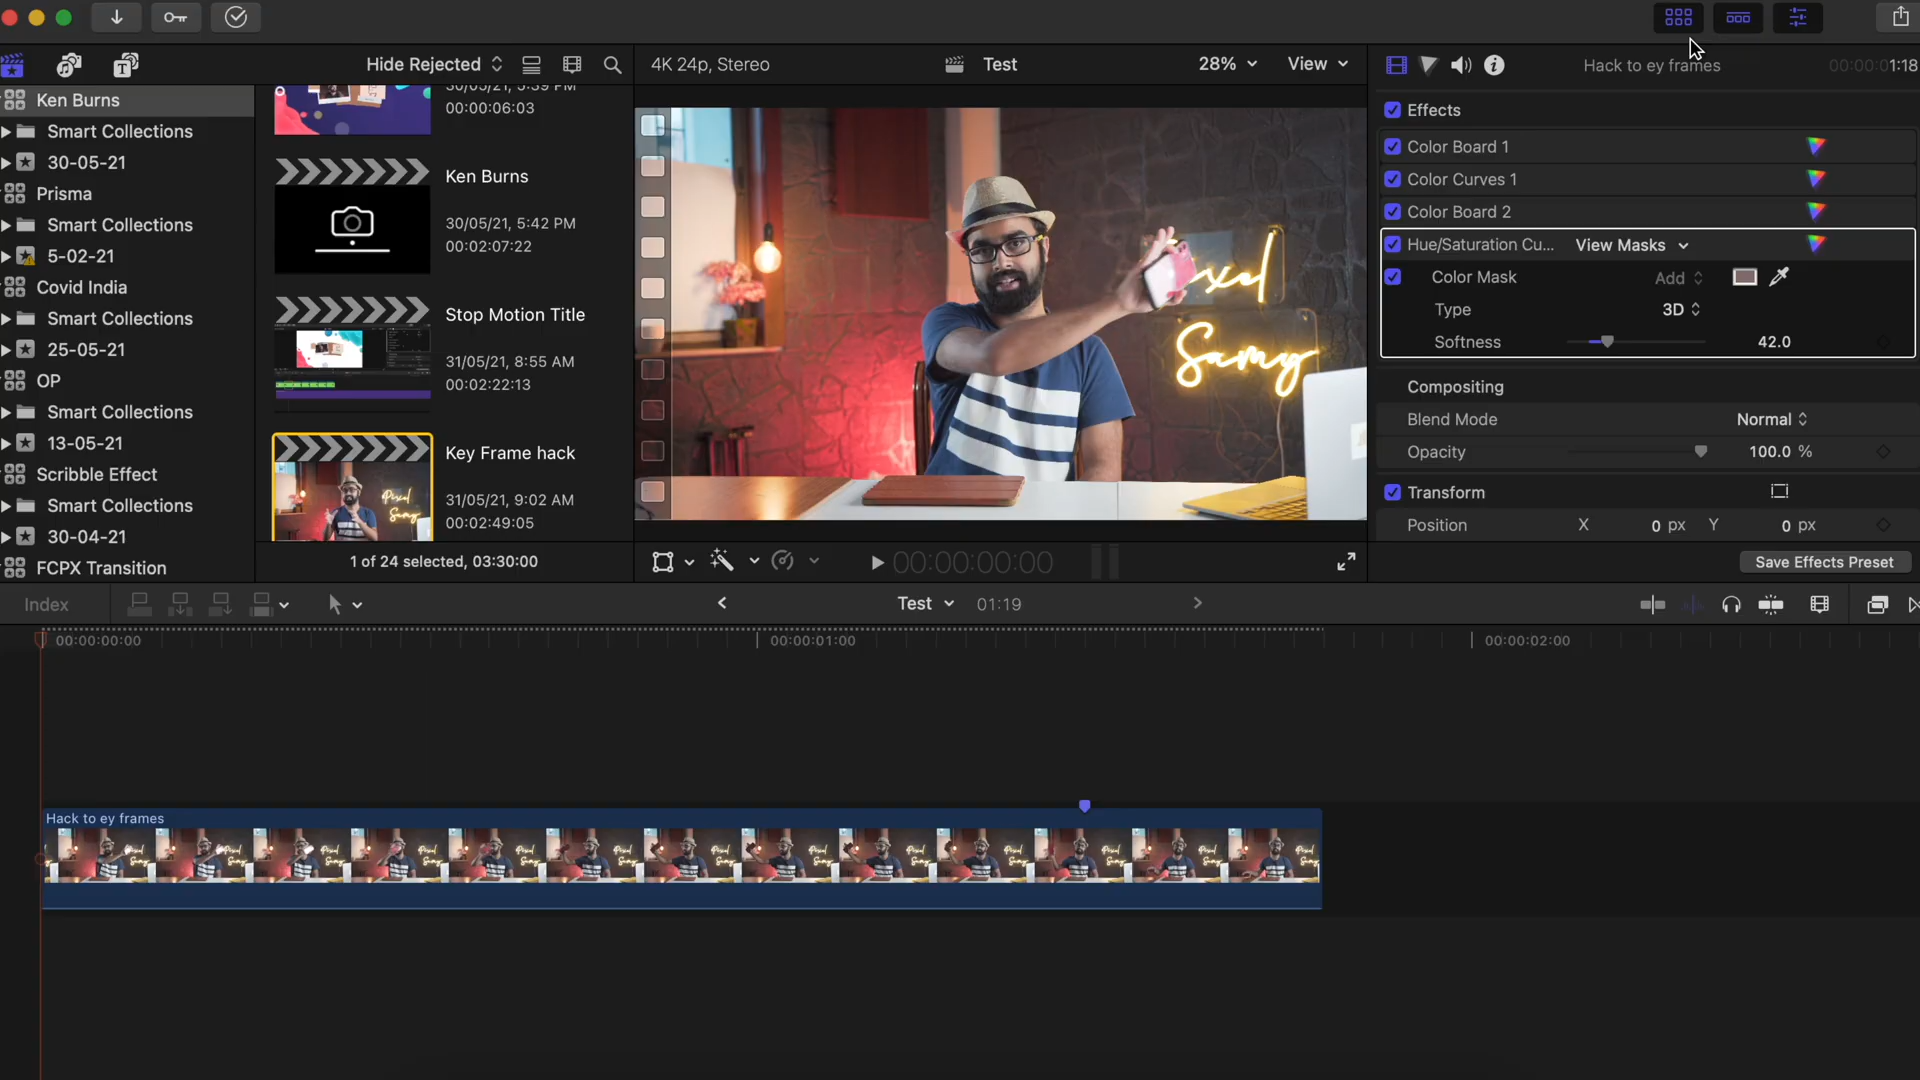 Hide Rejected
4K 24p, Stereo
Test
28%
View
Hack to ey frames
00:00:01:18
Ken Burns
Smart Collections
30-05-21
Prisma
Smart Collections
5-02-21
Covid India
Smart Collections
25-05-21
OP
Smart Collections
13-05-21
Scribble Effect
Smart Collections
30-04-21
FCPX Transition
30/05/21, 5:39 PM
00:00:06:03
Ken Burns
30/05/21, 5:42 PM
00:02:07:22
Stop Motion Title
31/05/21, 8:55 AM
00:02:22:13
Key Frame hack
31/05/21, 9:02 AM
00:02:49:05
1 of 24 selected, 03:30:00
Pixel
Samy
00:00:00:00
Effects
Color Board 1
Color Curves 1
Color Board 2
Hue/Saturation Cu... View Masks
Color Mask Add
Type 3D
Softness 42.0
Compositing
Blend Mode Normal
Opacity 100.0 %
Transform
Position X 0 px Y 0 px
Save Effects Preset
Index
Test 01:19
00:00:00:00
00:00:01:00
00:00:02:00
Hack to ey frames